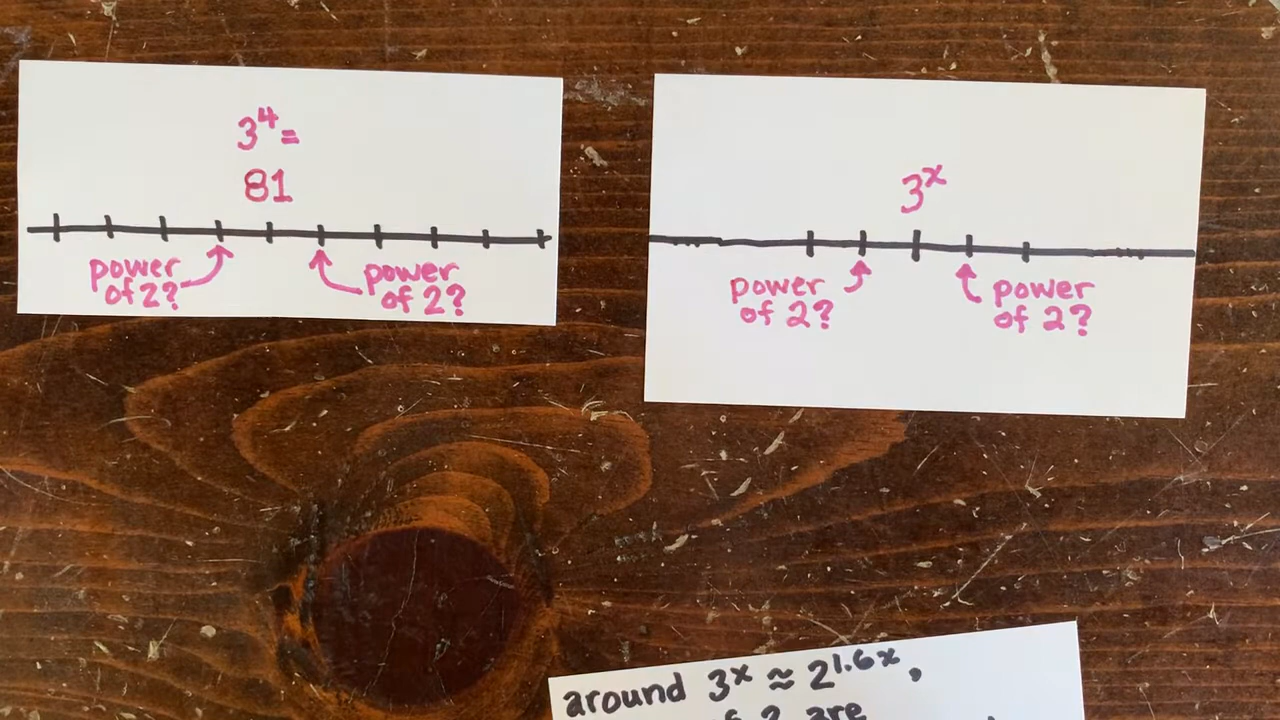 3⁴=
81
power
of 2?
power
of 2?
3ˣ
power
of 2?
power
of 2?
around 3ˣ ≈ 2¹·⁶ˣ,
2 are